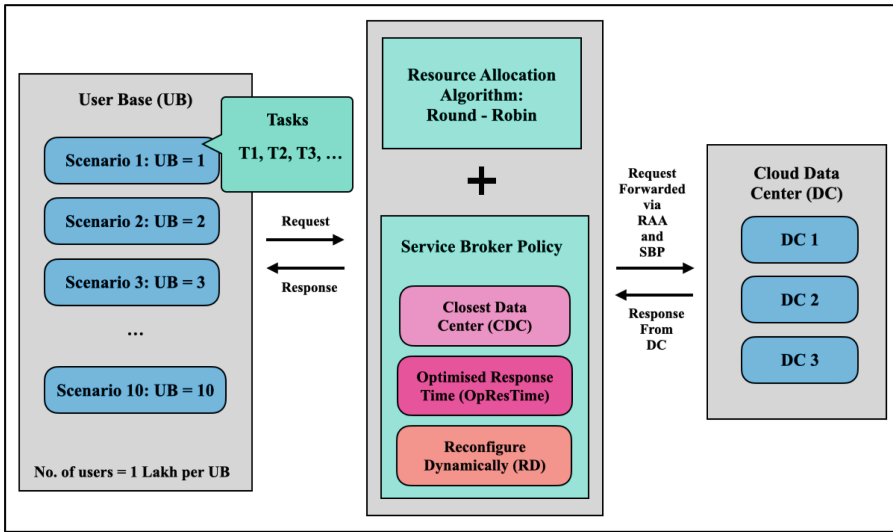 User Base (UB)
Scenario 1: UB = 1
Scenario 2: UB = 2
Scenario 3: UB = 3
...
Scenario 10: UB = 10
No. of users = 1 Lakh per UB
Tasks
T1, T2, T3, ...
Request
Response
Resource Allocation
Algorithm:
Round - Robin
+
Service Broker Policy
Closest Data
Center (CDC)
Optimised Response
Time (OpResTime)
Reconfigure
Dynamically (RD)
Request
Forwarded
via
RAA
and
SBP
Response
From
DC
Cloud Data
Center (DC)
DC 1
DC 2
DC 3